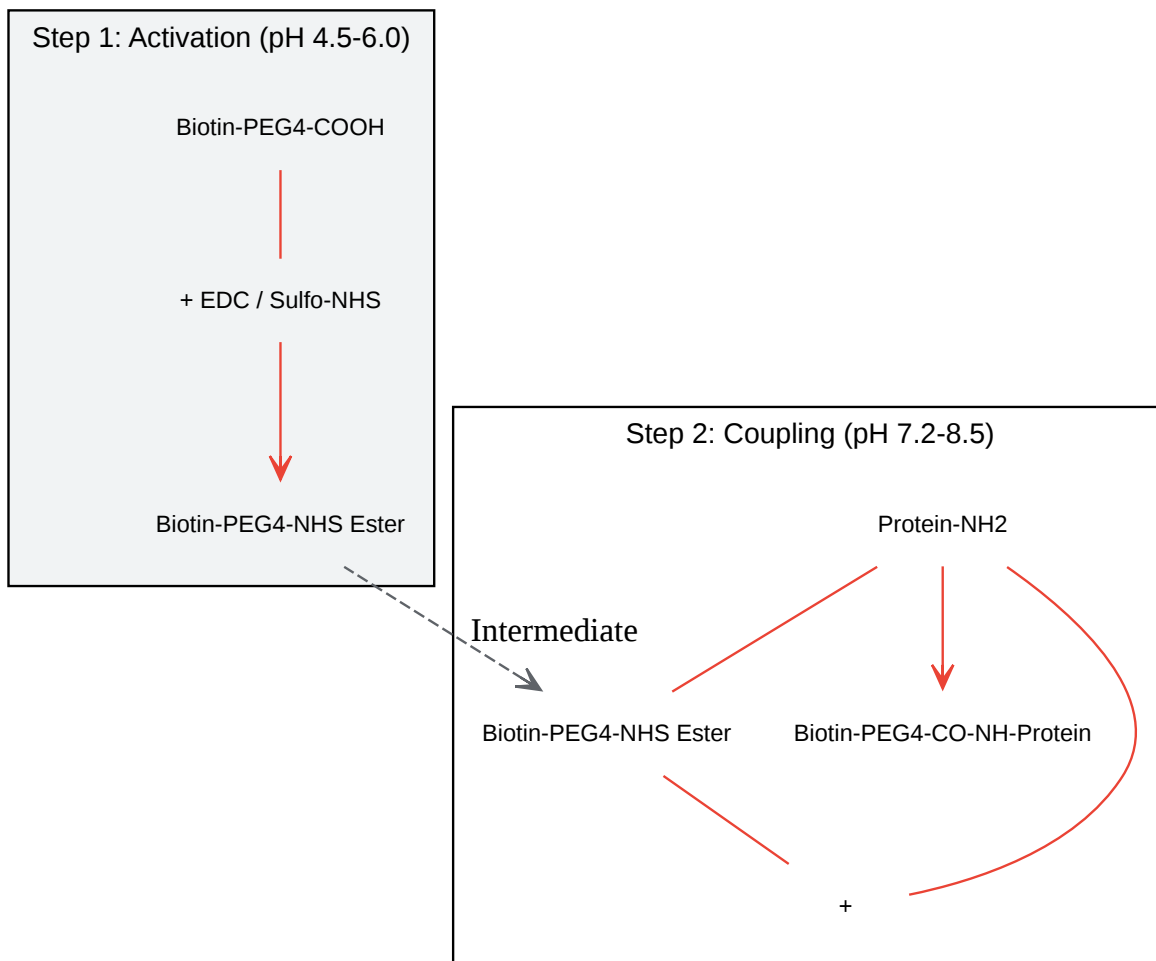 Step 1: Activation (pH 4.5-6.0)
Biotin-PEG4-COOH
+ EDC / Sulfo-NHS
Biotin-PEG4-NHS Ester
Intermediate
Step 2: Coupling (pH 7.2-8.5)
Protein-NH2
Biotin-PEG4-NHS Ester
Biotin-PEG4-CO-NH-Protein
+